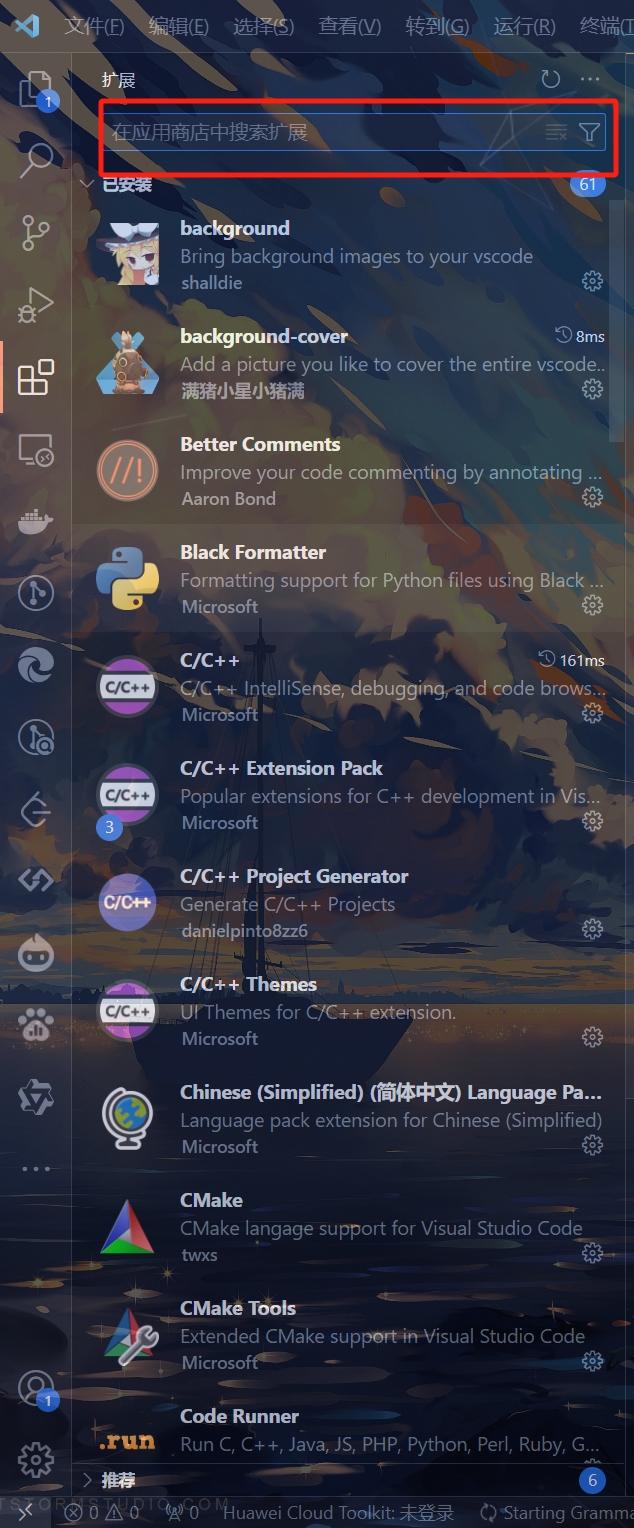 文件(F) 编辑(E) 选择(S) 查看(V) 转到(G) 运行(R) 终端(T
扩展
1
在应用商店中搜索扩展
已安装 61
background
Bring background images to your vscode
shalldie
background-cover 8ms
Add a picture you like to cover the entire vscode..
满猪小星小猪满
Better Comments
//!
Improve your code commenting by annotating ...
Aaron Bond
Black Formatter
Formatting support for Python files using Black ...
Microsoft
C/C++ 161ms
C/C++
C/C++ IntelliSense, debugging, and code brows...
Microsoft
C/C++ Extension Pack
C/C++
Popular extensions for C++ development in Vis...
3
Microsoft
C/C++ Project Generator
C/C++
Generate C/C++ Projects
danielpinto8zz6
C/C++ Themes
C/C++
UI Themes for C/C++ extension.
Microsoft
Chinese (Simplified) (简体中文) Language Pa...
Language pack extension for Chinese (Simplified)
Microsoft
CMake
CMake langage support for Visual Studio Code
twxs
CMake Tools
Extended CMake support in Visual Studio Code
Microsoft
1
Code Runner
.run
Run C, C++, Java, JS, PHP, Python, Perl, Ruby, G...
推荐 6
TSTORMSTUDIO.COM
0 0 0 Huawei Cloud Toolkit: 未登录 Starting Gramma